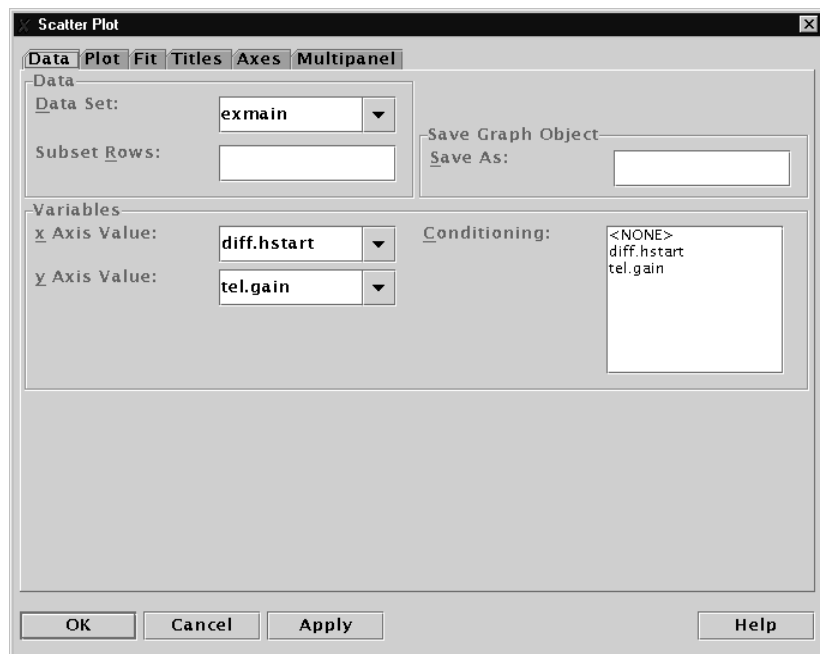 Scatter Plot
Data Plot Fit Titles Axes Multipanel
Data
Data Set:
exmain
Subset Rows:
Save Graph Object
Save As:
Variables
x Axis Value:
diff.hstart
y Axis Value:
tel.gain
Conditioning:
<NONE>
diff.hstart
tel.gain
OK Cancel Apply Help